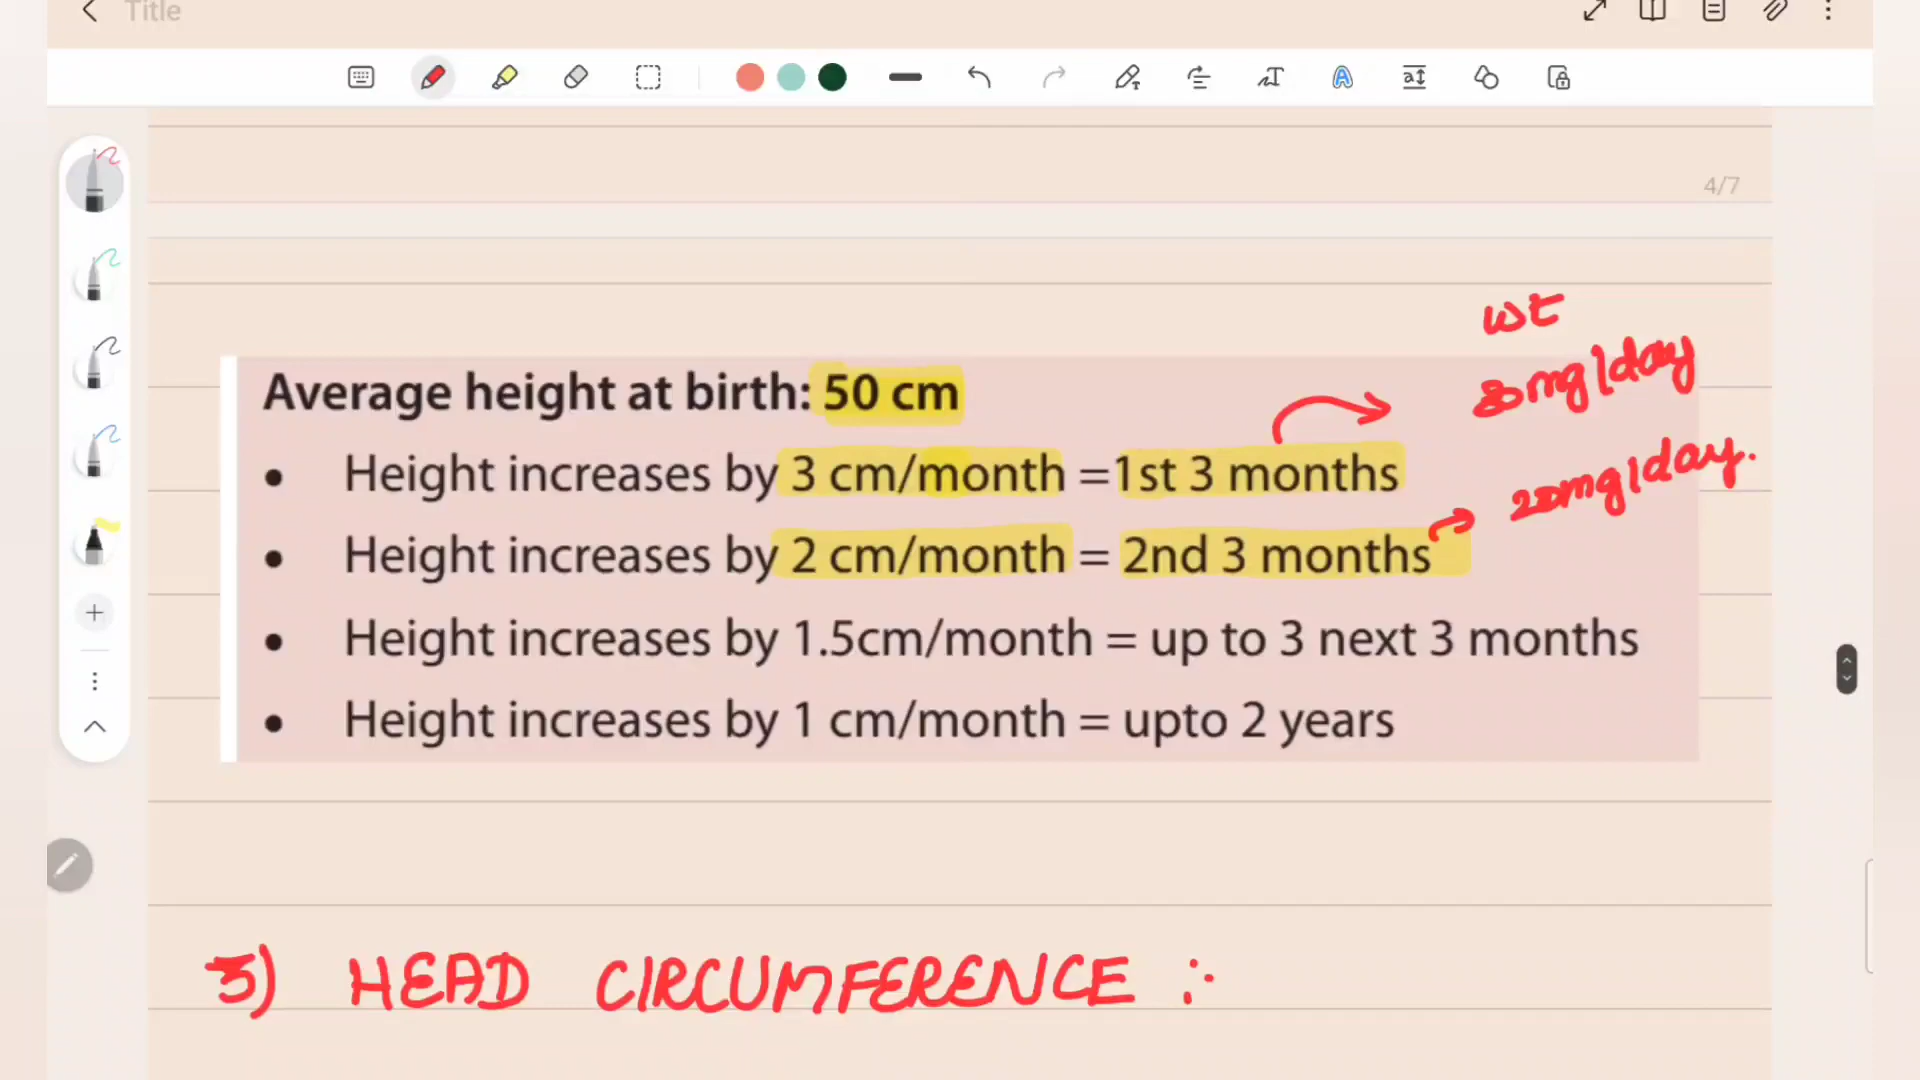 Title
4/7
wt
Average height at birth: 50 cm
30mg/day
• Height increases by 3 cm/month =1st 3 months
20mg/day.
• Height increases by 2 cm/month = 2nd 3 months
• Height increases by 1.5cm/month = up to 3 next 3 months
• Height increases by 1 cm/month = upto 2 years
3) HEAD CIRCUMFERENCE :-